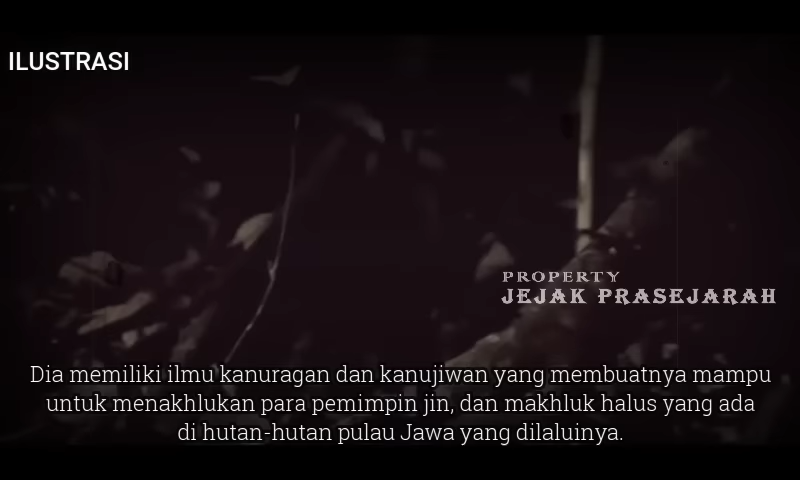 ILUSTRASI
PROPERTY
JEJAK PRASEJARAH
Dia memiliki ilmu kanuragan dan kanujiwan yang membuatnya mampu
untuk menakhlukan para pemimpin jin, dan makhluk halus yang ada
di hutan-hutan pulau Jawa yang dilaluinya.